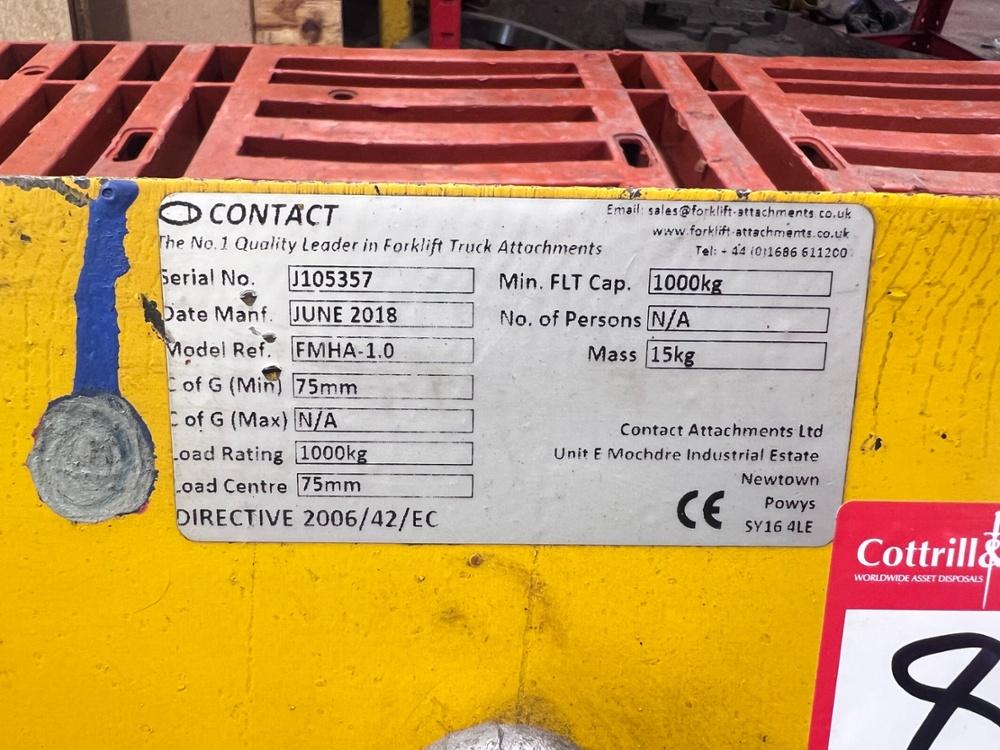 CONTACT
The No.1 Quality Leader in Forklift Truck Attachments
Email: sales@forklift-attachments.co.uk
www.forklift-attachments.co.uk
Tel: + 44 (0)1686 611200
Serial No. J105357
Date Manf. JUNE 2018
Model Ref. FMHA-1.0
C of G (Min) 75mm
C of G (Max) N/A
Load Rating 1000kg
Load Centre 75mm
DIRECTIVE 2006/42/EC
Min. FLT Cap. 1000kg
No. of Persons N/A
Mass 15kg
Contact Attachments Ltd
Unit E Mochdre Industrial Estate
Newtown
Powys
SY16 4LE
CE
Cottrill&
WORLDWIDE ASSET DISPOSALS